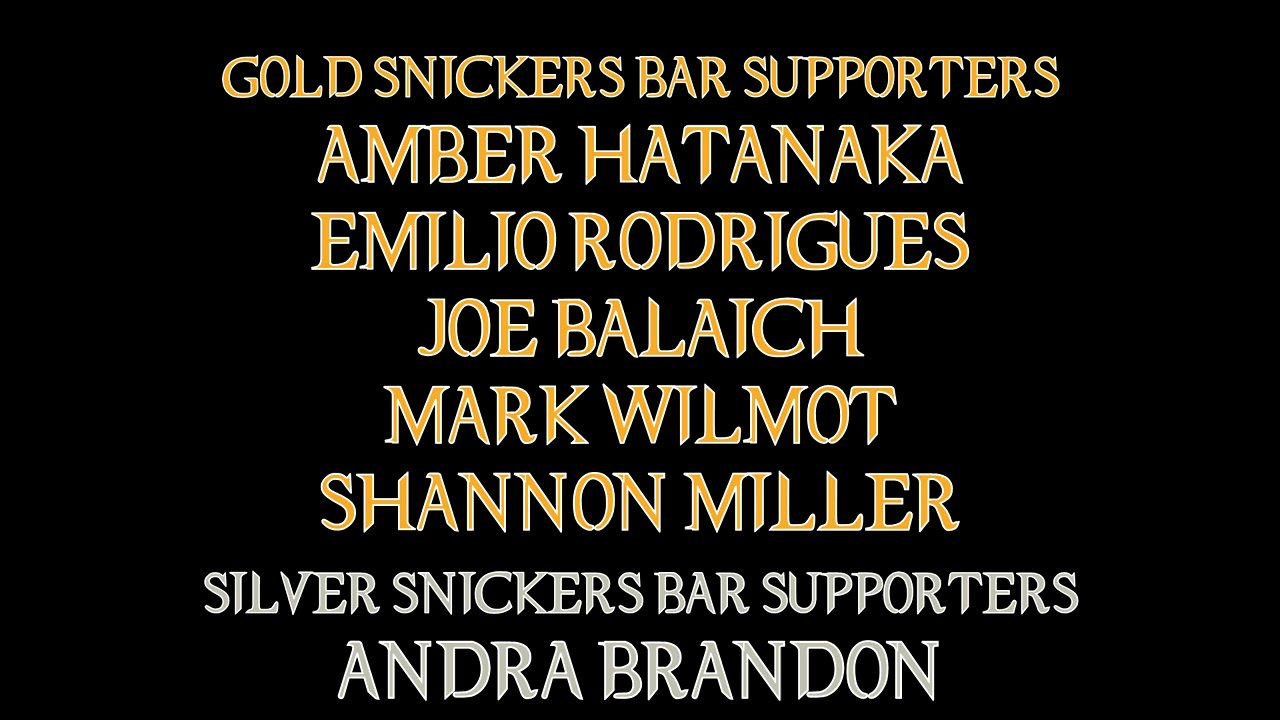 GOLD SNICKERS BAR SUPPORTERS
AMBER HATANAKA
EMILIO RODRIGUES
JOE BALAICH
MARK WILMOT
SHANNON MILLER
SILVER SNICKERS BAR SUPPORTERS
ANDRA BRANDON